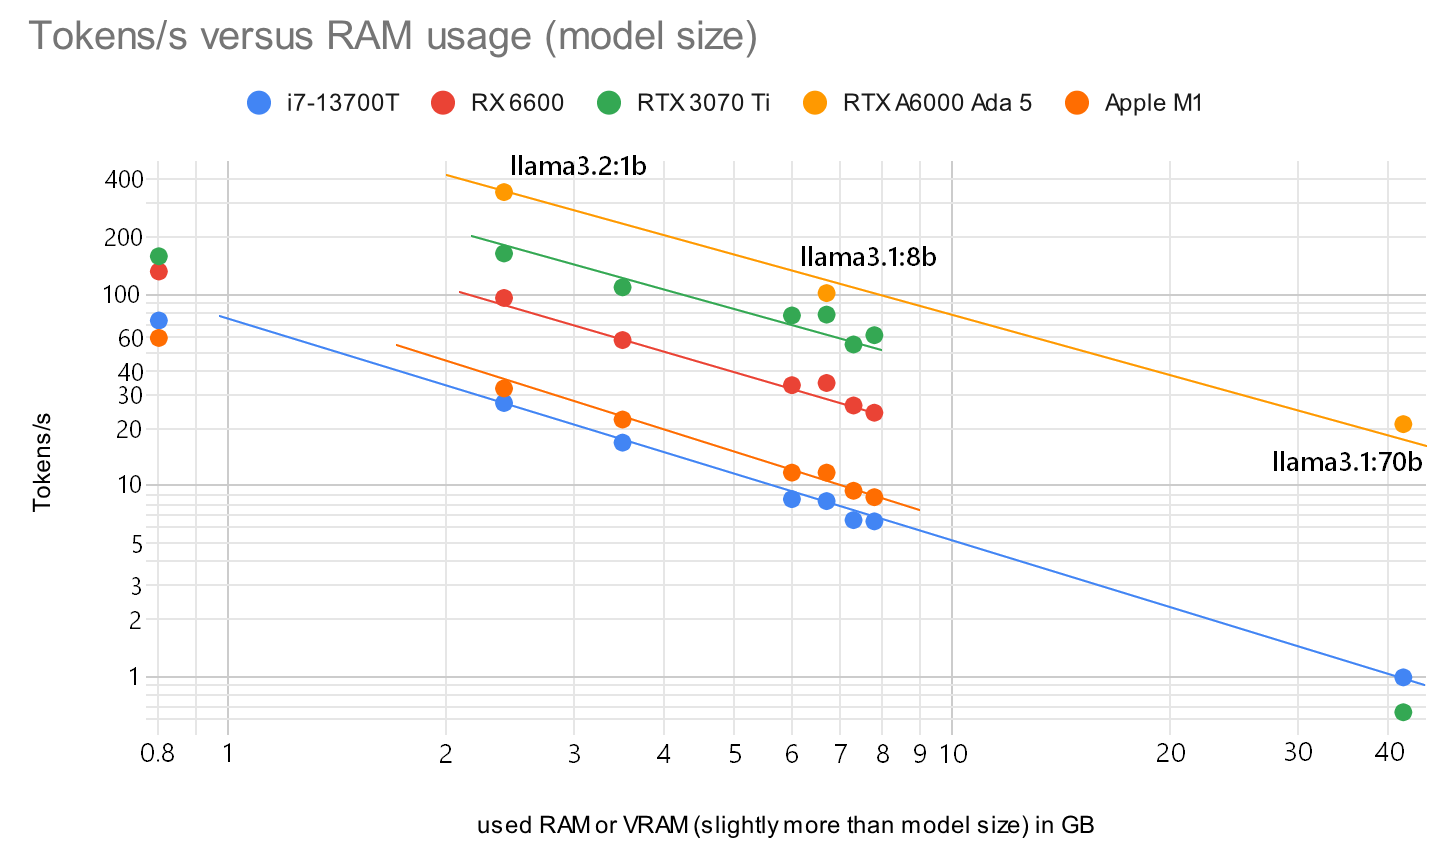 Tokens/s versus RAM usage (model size)
i7-13700T RX 6600 RTX 3070 Ti RTX A6000 Ada 5 Apple M1
llama3.2:1b
400
200
llama3.1:8b
100
60
40
30
20
llama3.1:70b
10
5
3
2
1
Tokens/s
0.8 1 2 3 4 5 6 7 8 9 10 20 30 40
used RAM or VRAM (slightly more than model size) in GB